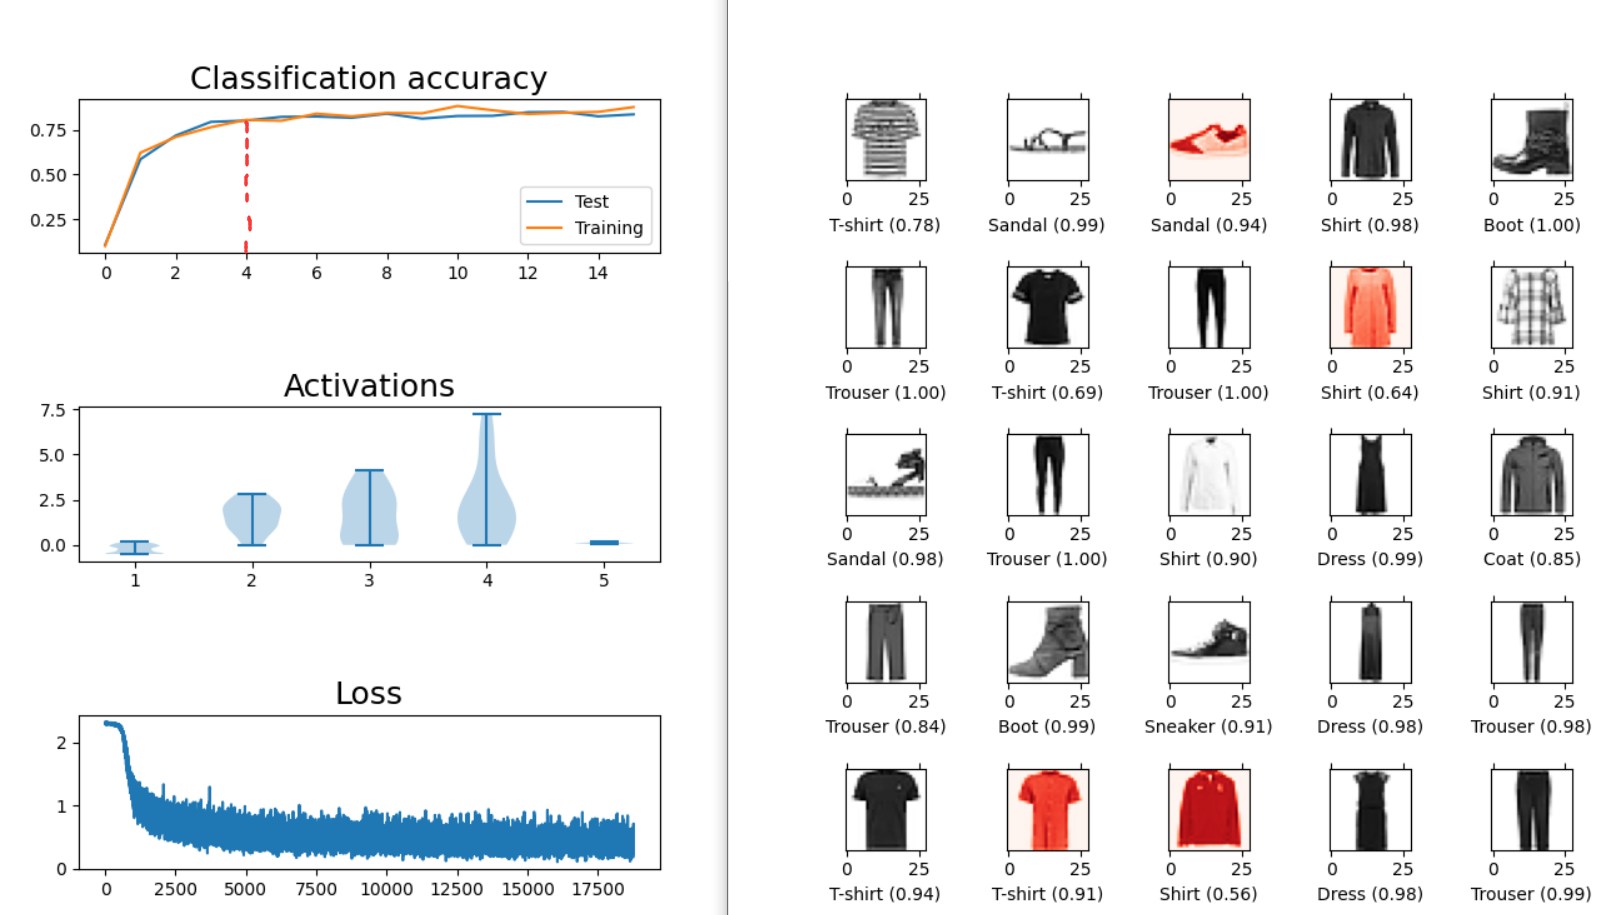 Classification accuracy
0.75
0.50
0.25
Test
Training
0 2 4 6 8 10 12 14
Activations
7.5
5.0
2.5
0.0
1 2 3 4 5
Loss
2
1
0
0 2500 5000 7500 10000 12500 15000 17500
0 25 0 25 0 25 0 25 0 25
T-shirt (0.78) Sandal (0.99) Sandal (0.94) Shirt (0.98) Boot (1.00)
0 25 0 25 0 25 0 25 0 25
Trouser (1.00) T-shirt (0.69) Trouser (1.00) Shirt (0.64) Shirt (0.91)
0 25 0 25 0 25 0 25 0 25
Sandal (0.98) Trouser (1.00) Shirt (0.90) Dress (0.99) Coat (0.85)
0 25 0 25 0 25 0 25 0 25
Trouser (0.84) Boot (0.99) Sneaker (0.91) Dress (0.98) Trouser (0.98)
0 25 0 25 0 25 0 25 0 25
T-shirt (0.94) T-shirt (0.91) Shirt (0.56) Dress (0.98) Trouser (0.99)